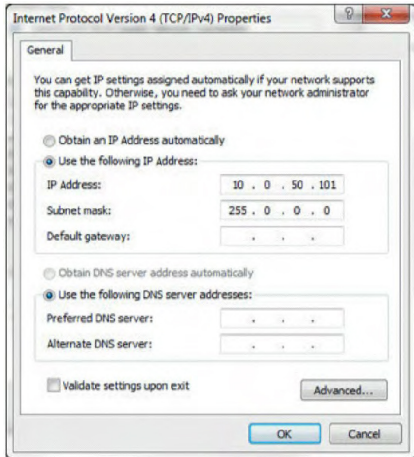 Internet Protocol Version 4 (TCP/IPv4) Properties
General
You can get IP settings assigned automatically if your network supports
this capability. Otherwise, you need to ask your network administrator
for the appropriate IP settings.
Obtain an IP Address automatically
Use the following IP Address:
IP Address: 10 . 0 . 50 . 101
Subnet mask: 255 . 0 . 0 . 0
Default gateway: . . .
Obtain DNS server address automatically
Use the following DNS server addresses:
Preferred DNS server: . . .
Alternate DNS server: . . .
Validate settings upon exit
Advanced...
OK Cancel